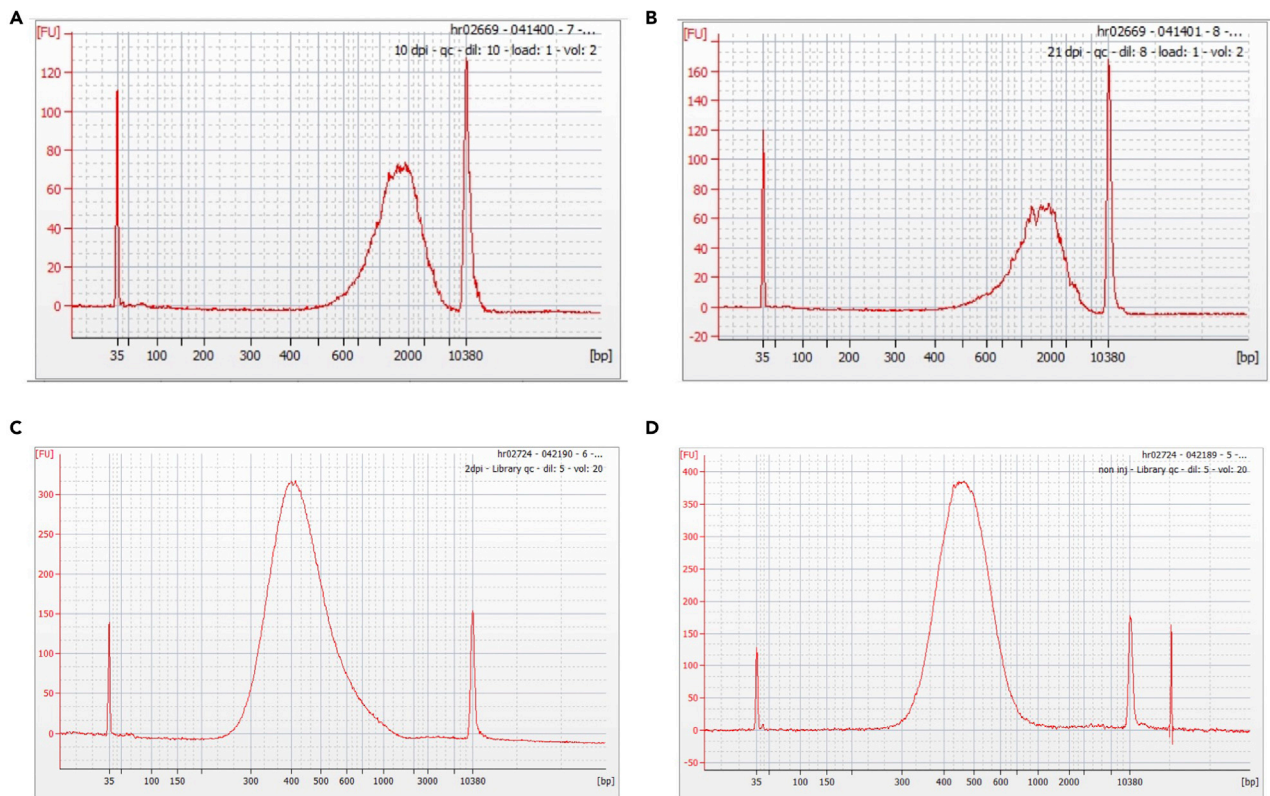 A
[FU]
hr02669 - 041400 - 7 -...
10 dpi - qc - dil: 10 - load: 1 - vol: 2
120
100
80
60
40
20
0
35 100 200 300 400 600 2000 10380 [bp]
B
[FU]
hr02669 - 041401 - 8 -...
21 dpi - qc - dil: 8 - load: 1 - vol: 2
160
140
120
100
80
60
40
20
0
-20
35 100 200 300 400 600 2000 10380 [bp]
C
[FU]
hr02724 - 042190 - 6 -...
2dpi - Library qc - dil: 5 - vol: 20
300
250
200
150
100
50
0
35 100 150 300 400 500 600 1000 3000 10380 [bp]
D
[FU]
hr02724 - 042189 - 5 -...
non inj - Library qc - dil: 5 - vol: 20
400
350
300
250
200
150
100
50
0
-50
35 100 150 300 400 500 600 1000 2000 10380 [bp]